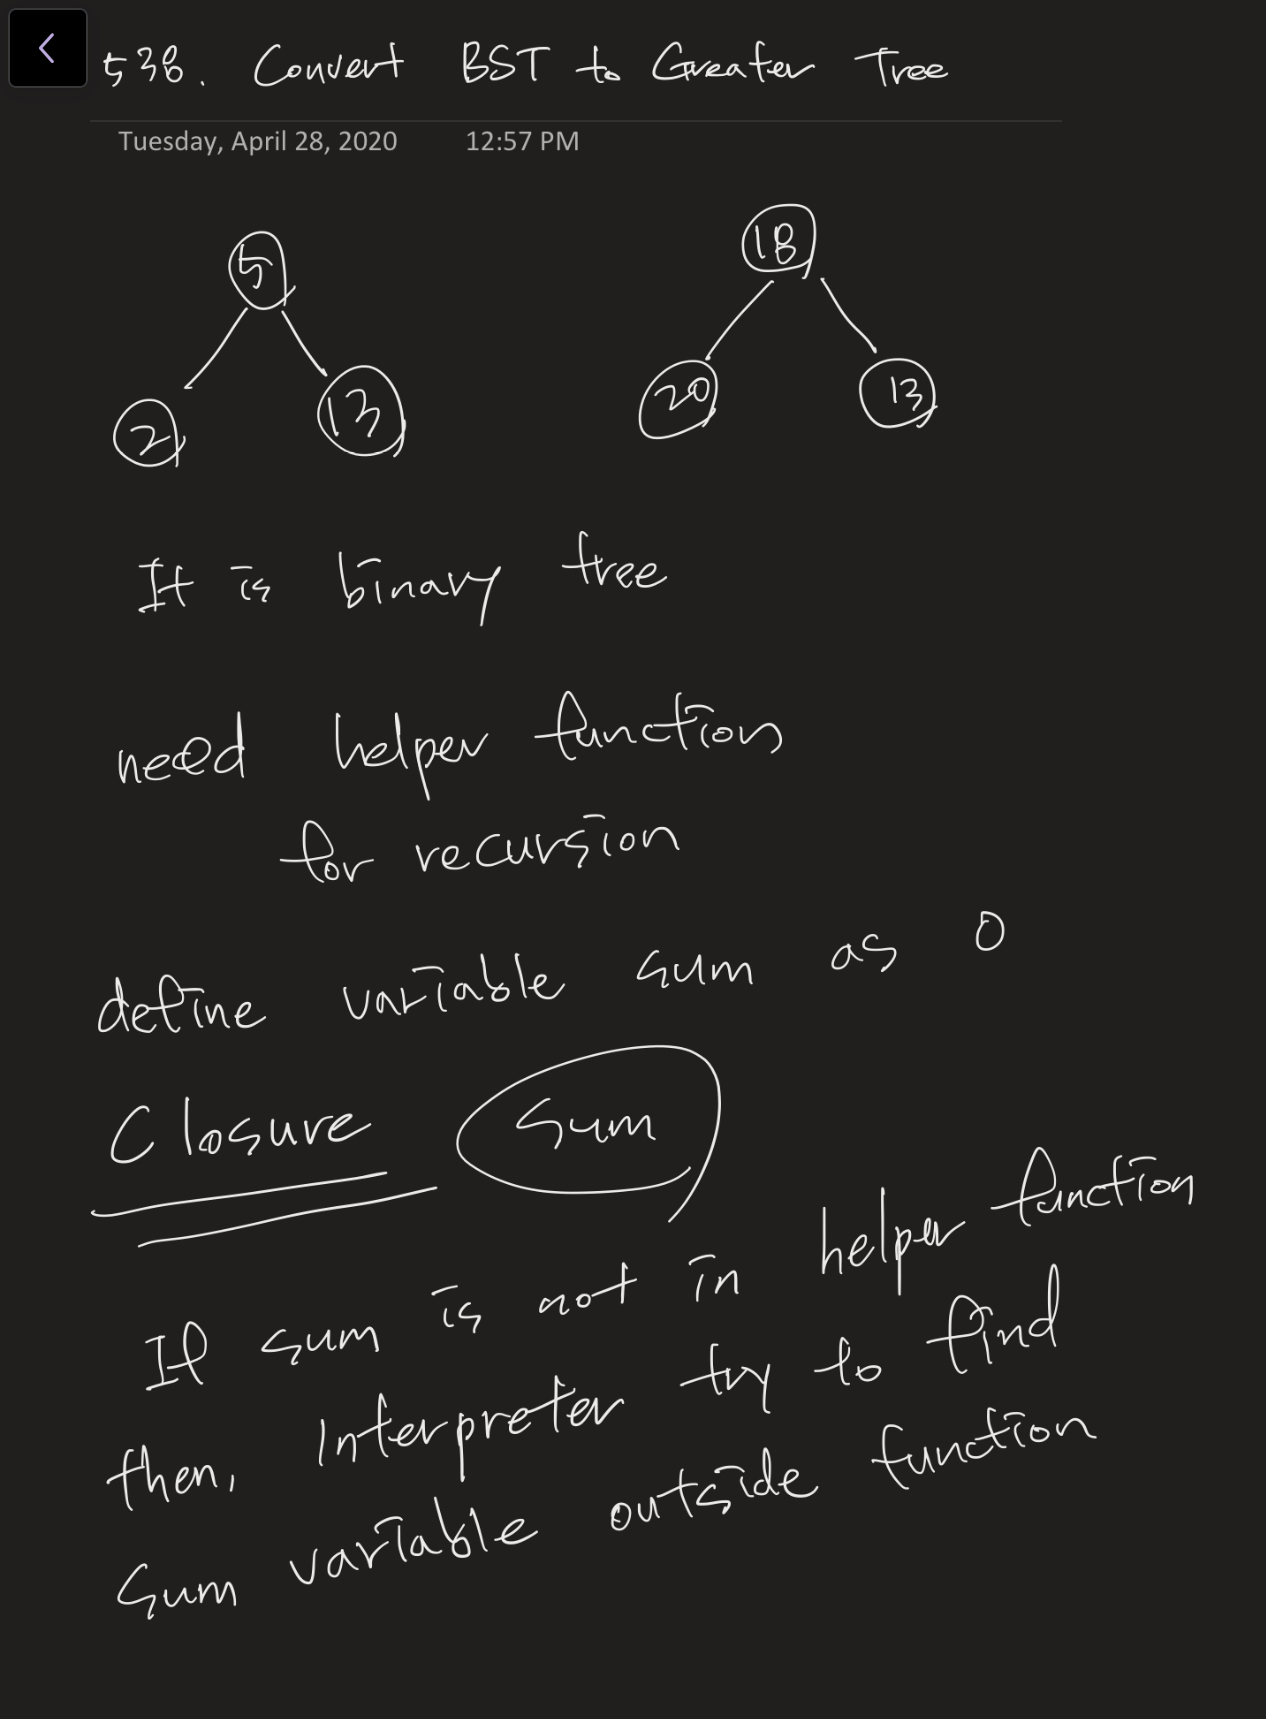 538. Convert BST to Greater Tree
Tuesday, April 28, 2020 12:57 PM
5
18
2
13
20
13
It is binary tree
need helper function
for recursion
define variable sum as 0
Closure sum
If sum is not in helper function
then, Interpreter try to find
sum variable outside function